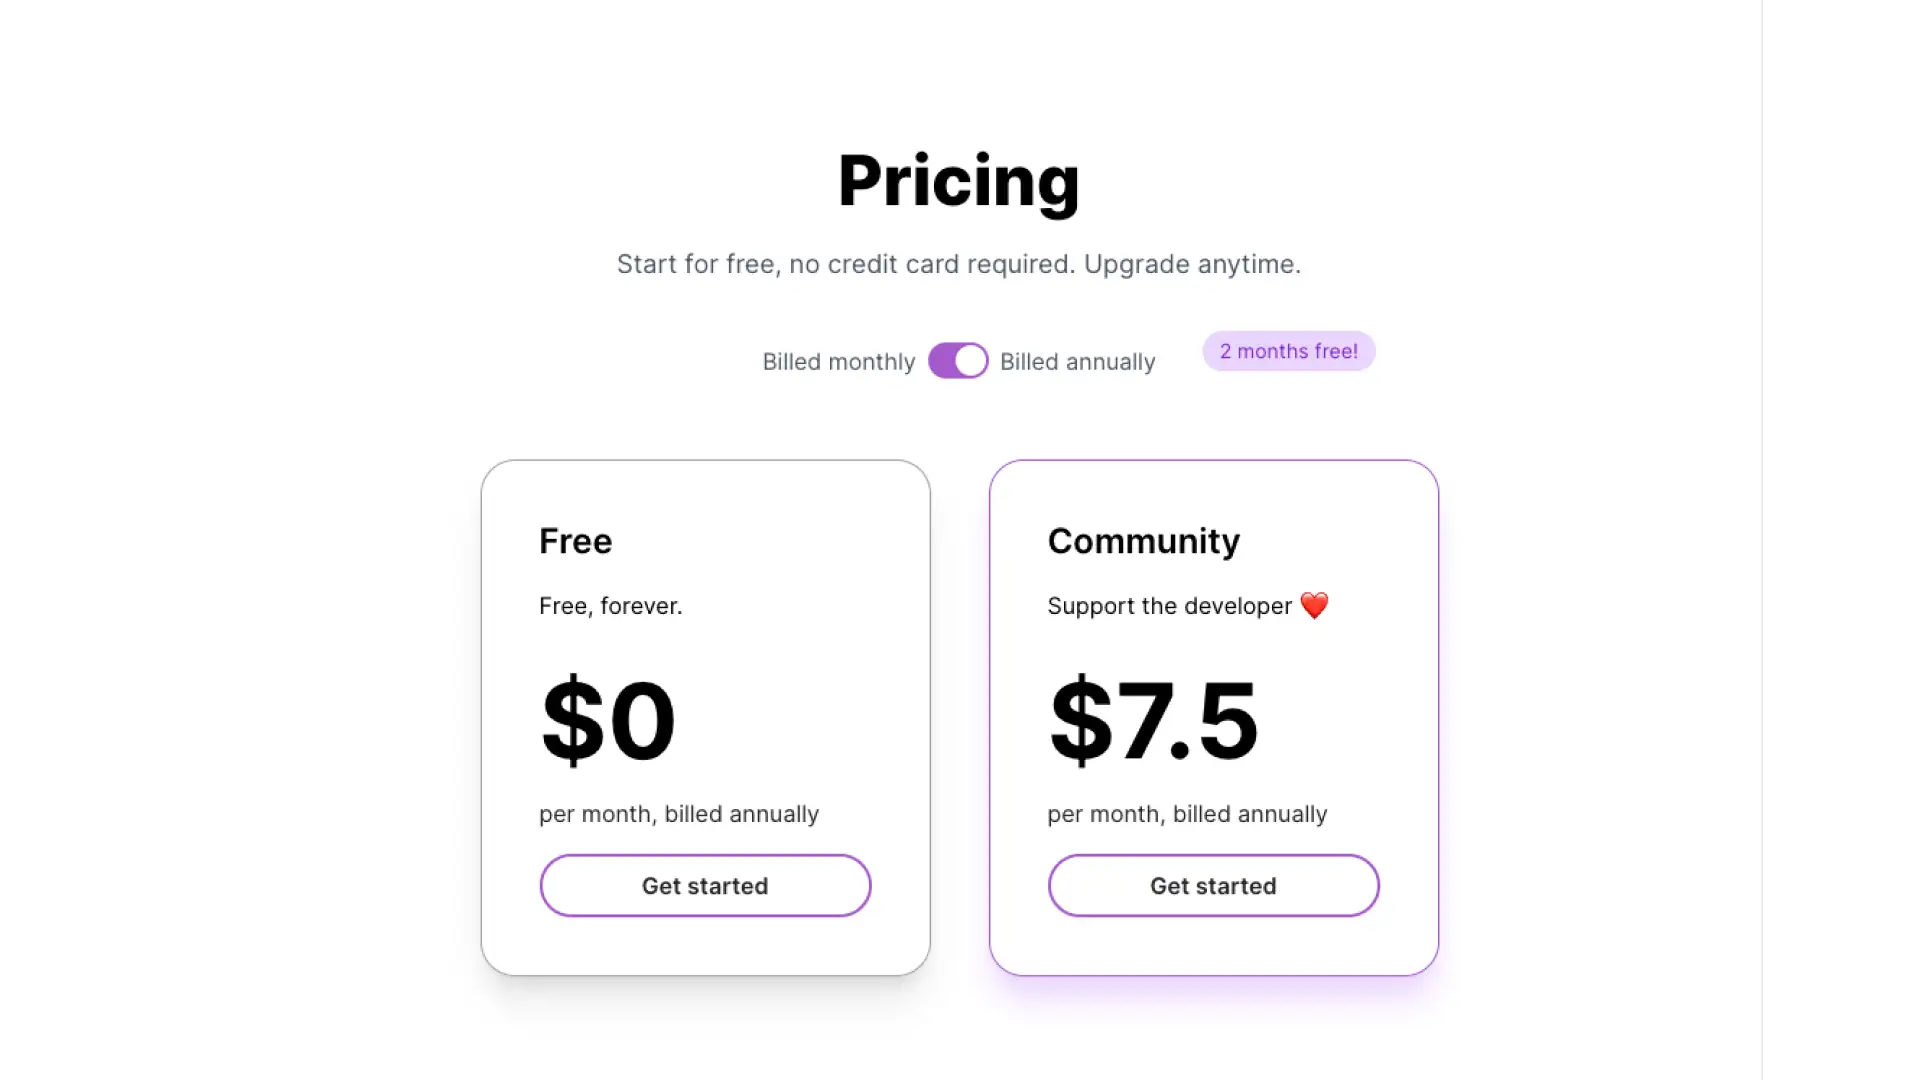 Pricing
Start for free, no credit card required. Upgrade anytime.
Billed monthly Billed annually 2 months free!
Free
Free, forever.
$0
per month, billed annually
Get started
Community
Support the developer ❤️
$7.5
per month, billed annually
Get started